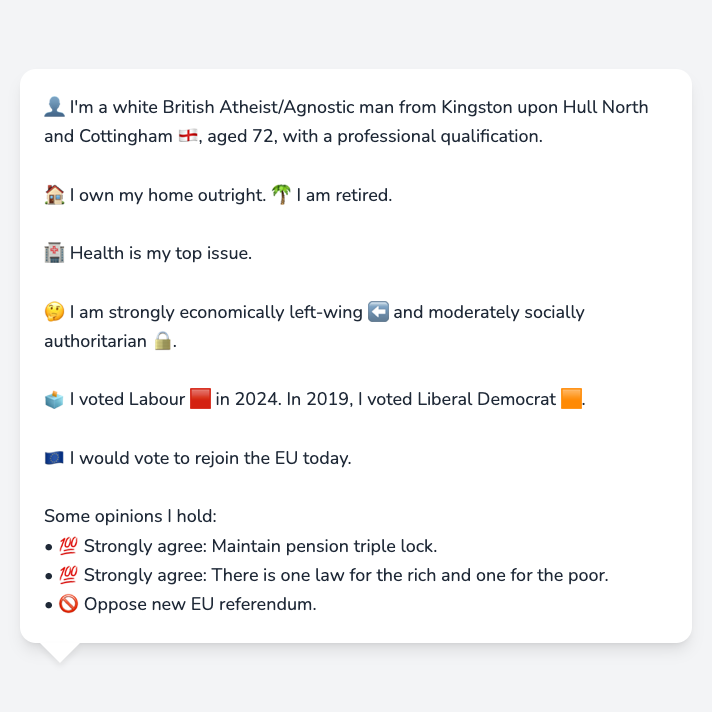 👤 I'm a white British Atheist/Agnostic man from Kingston upon Hull North
and Cottingham 🏴󠁧󠁢󠁥󠁮󠁧󠁿, aged 72, with a professional qualification.
🏠 I own my home outright. 🌴 I am retired.
🏥 Health is my top issue.
🤔 I am strongly economically left-wing ⬅️ and moderately socially
authoritarian 🔒.
🗳️ I voted Labour 🟥 in 2024. In 2019, I voted Liberal Democrat 🟧.
🇪🇺 I would vote to rejoin the EU today.
Some opinions I hold:
• 💯 Strongly agree: Maintain pension triple lock.
• 💯 Strongly agree: There is one law for the rich and one for the poor.
• 🚫 Oppose new EU referendum.